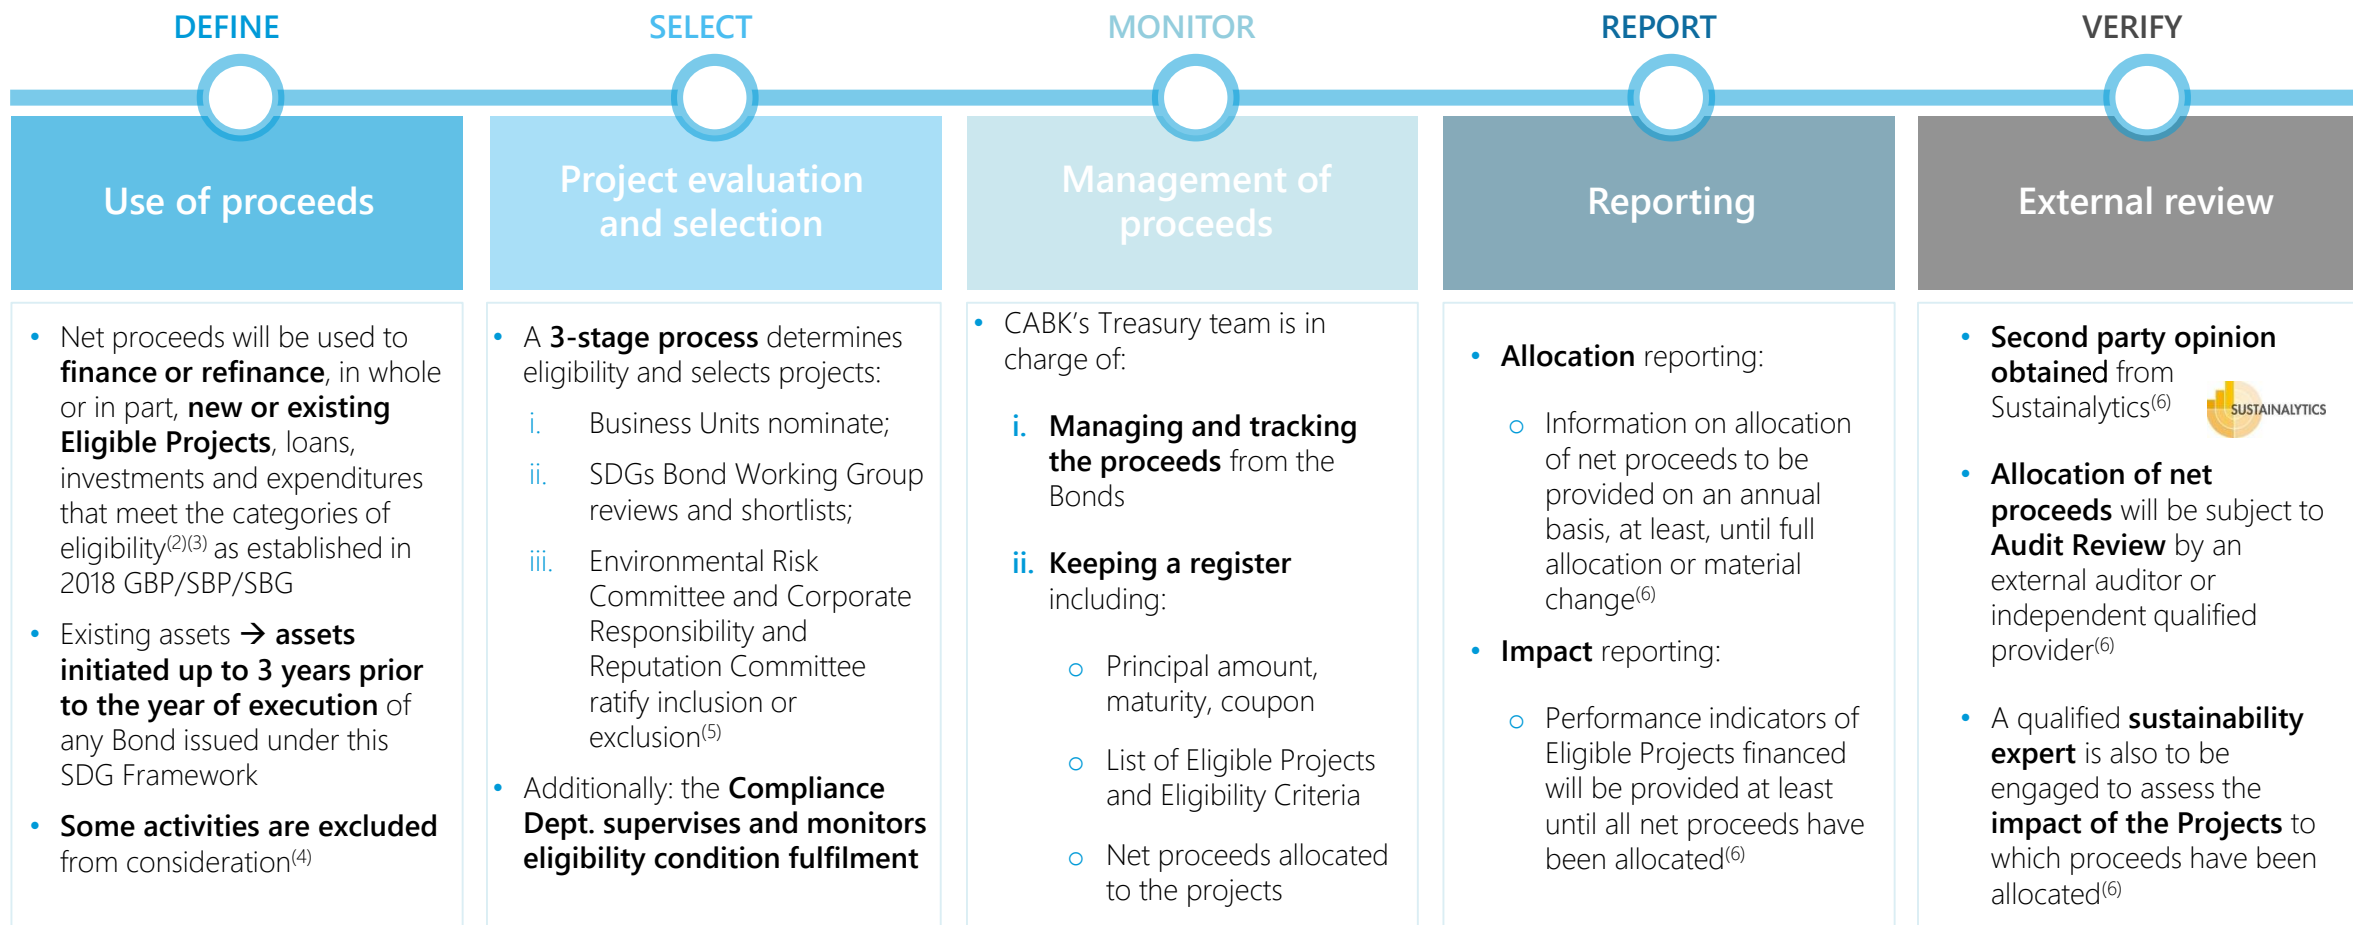 DEFINE
SELECT
MONITOR
REPORT
VERIFY
Use of proceeds
Project evaluation
and selection
Management of
proceeds
Reporting
External review
• Net proceeds will be used to
finance or refinance, in whole
or in part, new or existing
Eligible Projects, loans,
investments and expenditures
that meet the categories of
eligibility(2)(3) as established in
2018 GBP/SBP/SBG
• Existing assets → assets
initiated up to 3 years prior
to the year of execution of
any Bond issued under this
SDG Framework
• Some activities are excluded
from consideration(4)
• A 3-stage process determines
eligibility and selects projects:
i. Business Units nominate;
ii. SDGs Bond Working Group
reviews and shortlists;
iii. Environmental Risk
Committee and Corporate
Responsibility and
Reputation Committee
ratify inclusion or
exclusion(5)
• Additionally: the Compliance
Dept. supervises and monitors
eligibility condition fulfilment
• CABK's Treasury team is in
charge of:
i. Managing and tracking
the proceeds from the
Bonds
ii. Keeping a register
including:
o Principal amount,
maturity, coupon
o List of Eligible Projects
and Eligibility Criteria
o Net proceeds allocated
to the projects
• Allocation reporting:
o Information on allocation
of net proceeds to be
provided on an annual
basis, at least, until full
allocation or material
change(6)
• Impact reporting:
o Performance indicators of
Eligible Projects financed
will be provided at least
until all net proceeds have
been allocated(6)
• Second party opinion
obtained from
Sustainalytics(6)
SUSTAINALYTICS
• Allocation of net
proceeds will be subject to
Audit Review by an
external auditor or
independent qualified
provider(6)
• A qualified sustainability
expert is also to be
engaged to assess the
impact of the Projects to
which proceeds have been
allocated(6)